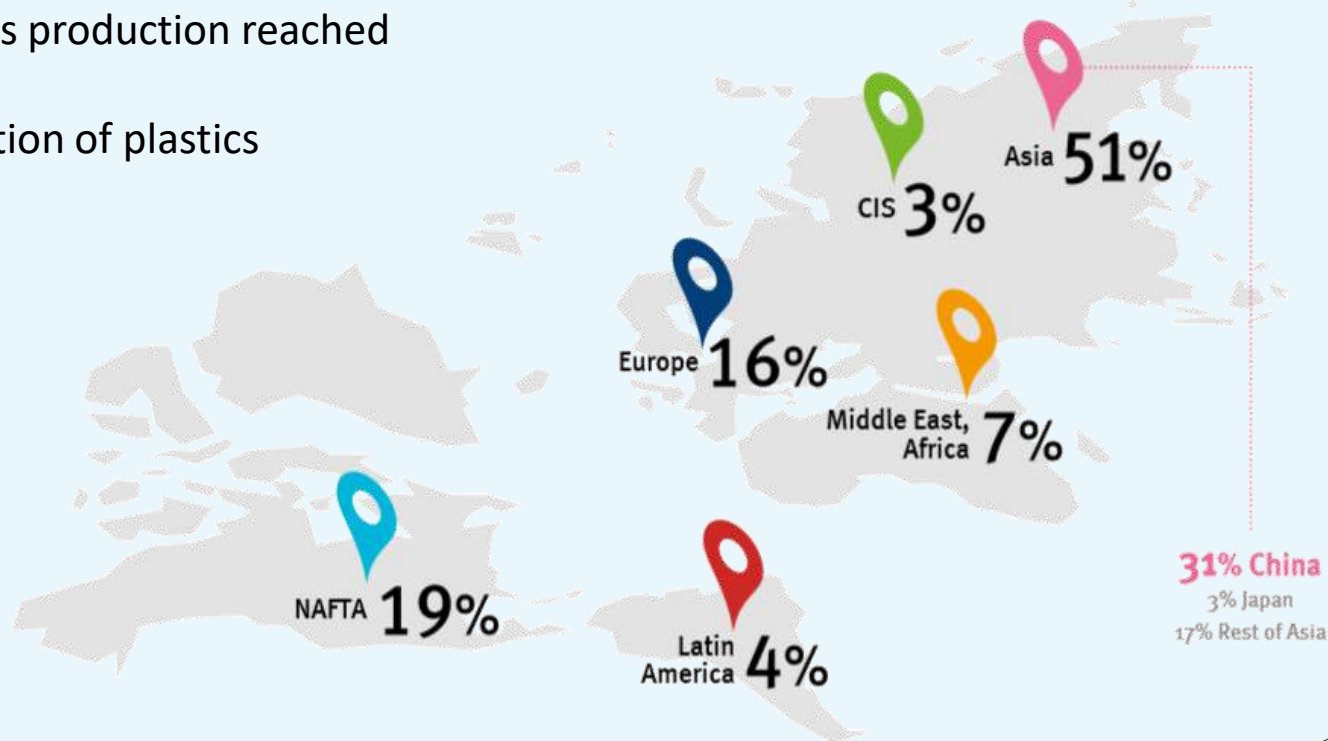 s production reached
tion of plastics
Asia 51%
CIS 3%
Europe 16%
Middle East,
Africa 7%
NAFTA 19%
Latin
America 4%
31% China
3% Japan
17% Rest of Asia